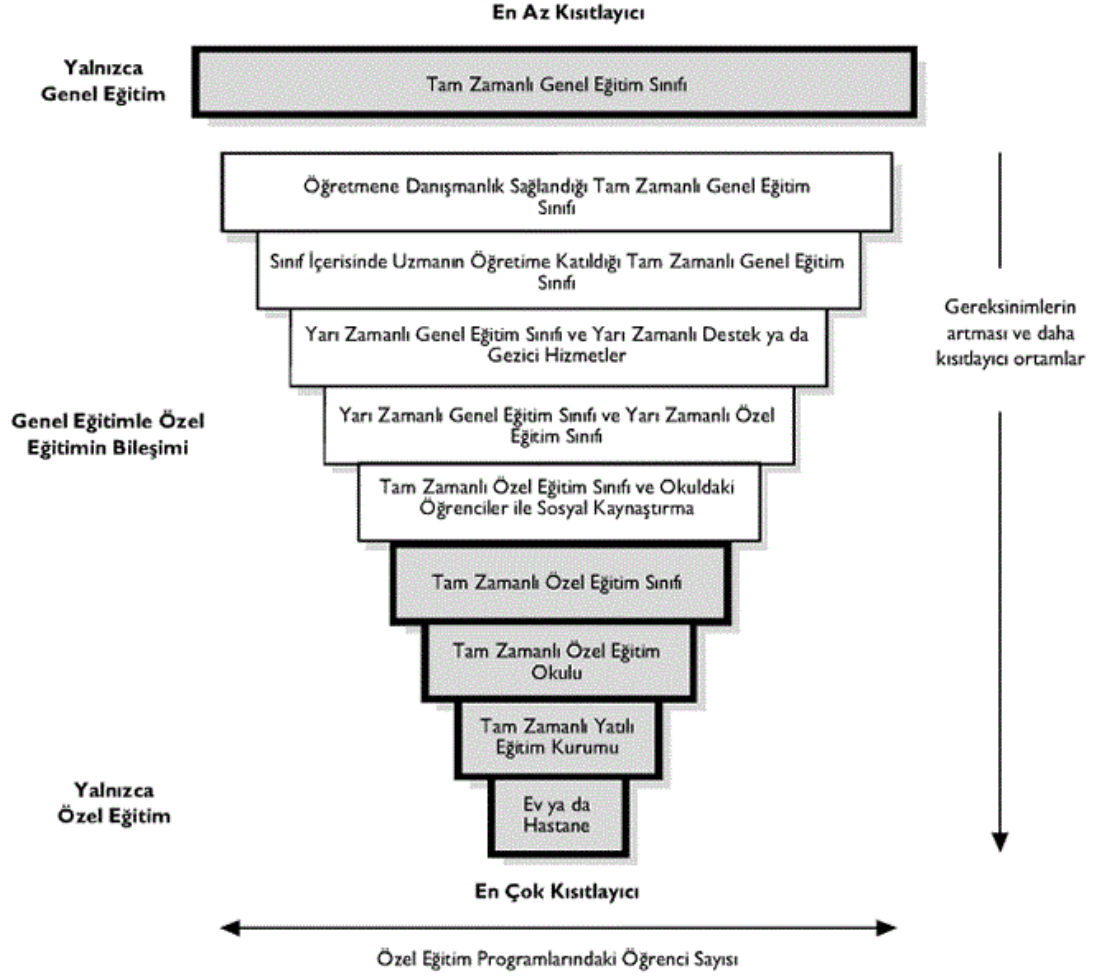 En Az Kısıtlayıcı
Yalnızca
Genel Eğitim
Tam Zamanlı Genel Eğitim Sınıfı
Öğretmene Danışmanlık Sağlandığı Tam Zamanlı Genel Eğitim
Sınıfı
Sınıf İçerisinde Uzmanın Öğretime Katıldığı Tam Zamanlı Genel Eğitim
Sınıfı
Yarı Zamanlı Genel Eğitim Sınıfı ve Yarı Zamanlı Destek ya da
Gezici Hizmetler
Gereksinimlerin
artması ve daha
kısıtlayıcı ortamlar
Genel Eğitimle Özel
Eğitimin Bileşimi
Yarı Zamanlı Genel Eğitim Sınıfı ve Yarı Zamanlı Özel
Eğitim Sınıfı
Tam Zamanlı Özel Eğitim Sınıfı ve Okuldaki
Öğrenciler ile Sosyal Kaynaştırma
Tam Zamanlı Özel Eğitim Sınıfı
Tam Zamanlı Özel Eğitim
Okulu
Tam Zamanlı Yatılı
Eğitim Kurumu
Yalnızca
Özel Eğitim
Ev ya da
Hastane
En Çok Kısıtlayıcı
Özel Eğitim Programlarındaki Öğrenci Sayısı